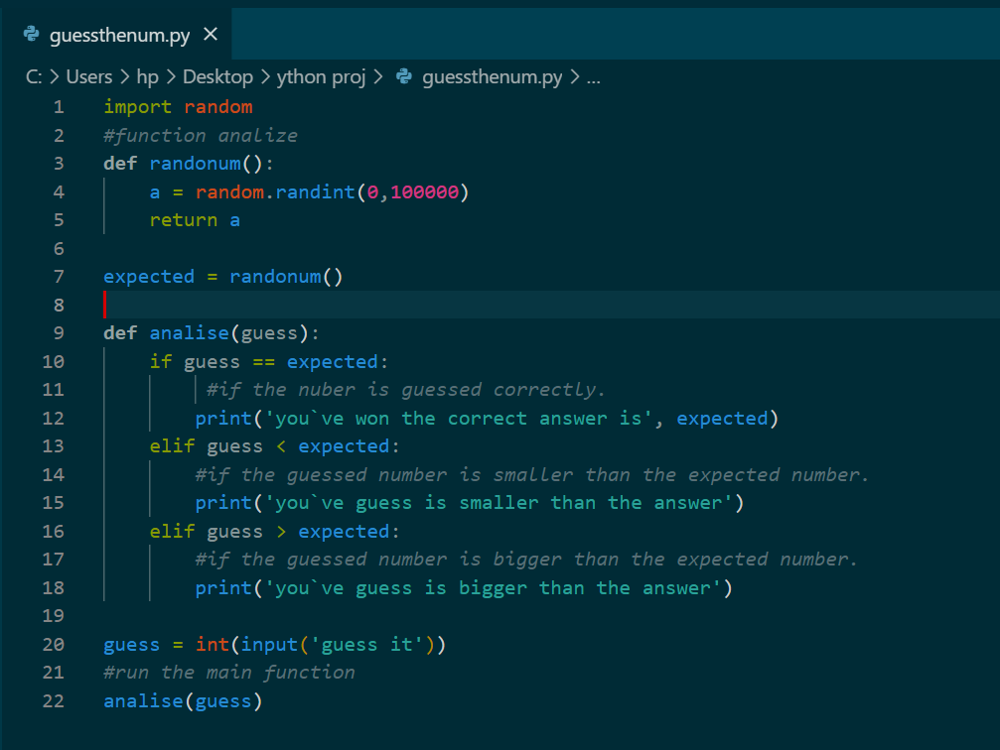 guessthenum.py ×
C: > Users > hp > Desktop > ython proj > guessthenum.py > ...
1 import random
2 #function analize
3 def randonum():
4     a = random.randint(0,100000)
5     return a
6
7 expected = randonum()
8
9 def analise(guess):
10     if guess == expected:
11          #if the nuber is guessed correctly.
12         print('you`ve won the correct answer is', expected)
13     elif guess < expected:
14         #if the guessed number is smaller than the expected number.
15         print('you`ve guess is smaller than the answer')
16     elif guess > expected:
17         #if the guessed number is bigger than the expected number.
18         print('you`ve guess is bigger than the answer')
19
20 guess = int(input('guess it'))
21 #run the main function
22 analise(guess)